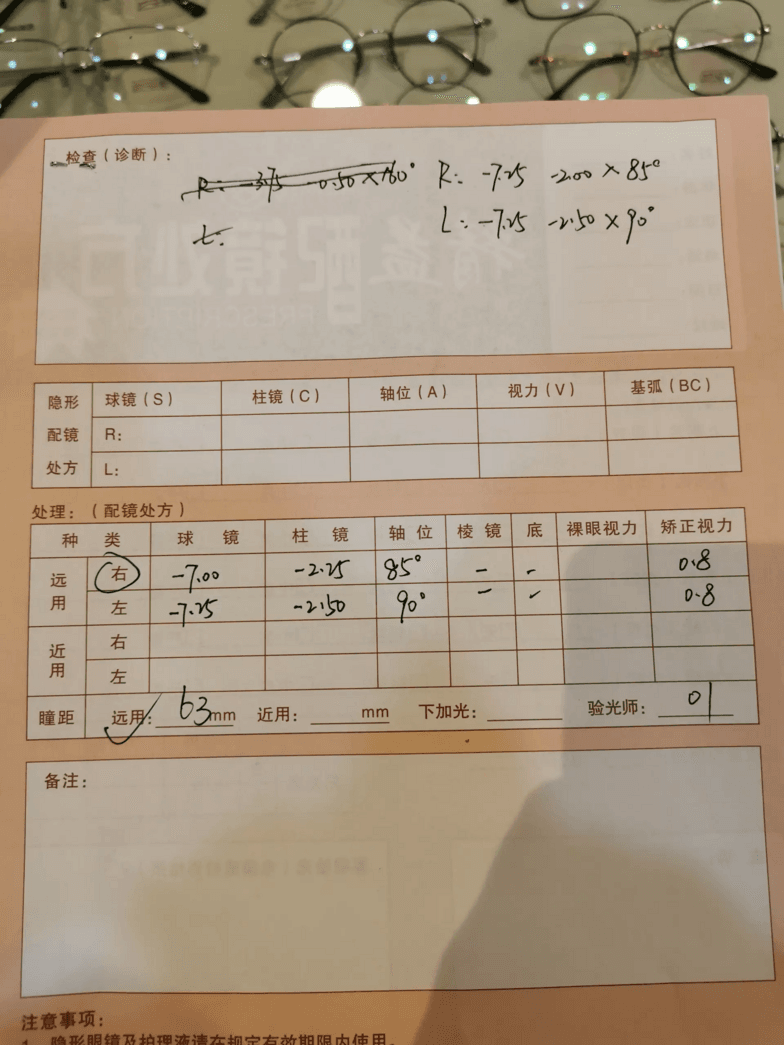 检查（诊断）：
R: -3.75 -0.50×160° R: -7.25 -2.00×85°
L: L: -7.25 -2.50×90°
隐形配镜处方 球镜（S） 柱镜（C） 轴位（A） 视力（V） 基弧（BC）
R:
L:
处理：（配镜处方）
种类 球镜 柱镜 轴位 棱镜 底 裸眼视力 矫正视力
远用 右 -7.00 -2.25 85° - - 0.8
左 -7.25 -2.50 90° - - 0.8
近用 右
左
瞳距 远用：63mm 近用：mm 下加光： 验光师：01
备注：
注意事项：
1、隐形眼镜及护理液请在规定有效期限内使用。